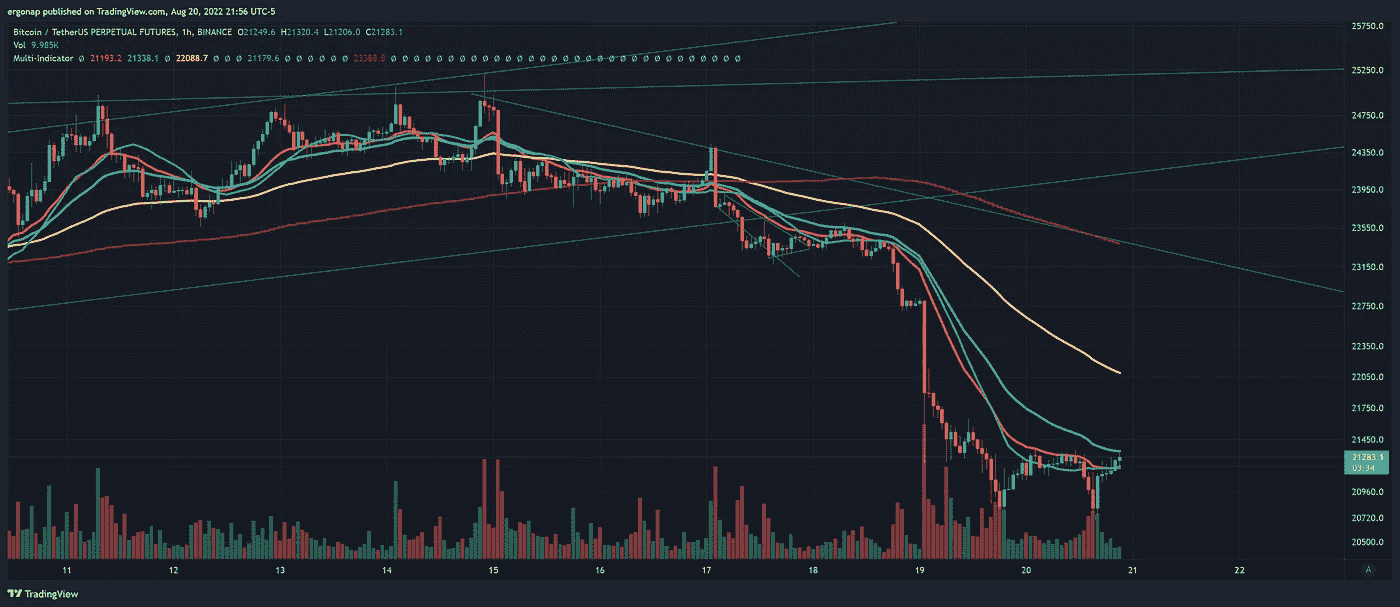 ergonap published on TradingView.com, Aug 20, 2022 21:56 UTC-5
Bitcoin / TetherUS PERPETUAL FUTURES, 1h, BINANCE O21249.6 H21320.4 L21206.0 C21283.1
Vol 9.985K
Multi-Indicator ø 21193.2 21338.1 ø 22088.7 ø ø ø 21179.6 ø ø ø ø ø ø 23388.8 ø ø ø ø ø ø ø ø ø ø ø ø ø ø ø ø ø ø ø ø ø ø ø ø ø ø ø ø ø ø
25750.0
25250.0
24750.0
24350.0
23950.0
23550.0
23150.0
22750.0
22350.0
22050.0
21750.0
21450.0
21283.1
03:34
20960.0
20720.0
20500.0
11 12 13 14 15 16 17 18 19 20 21 22
A
TradingView